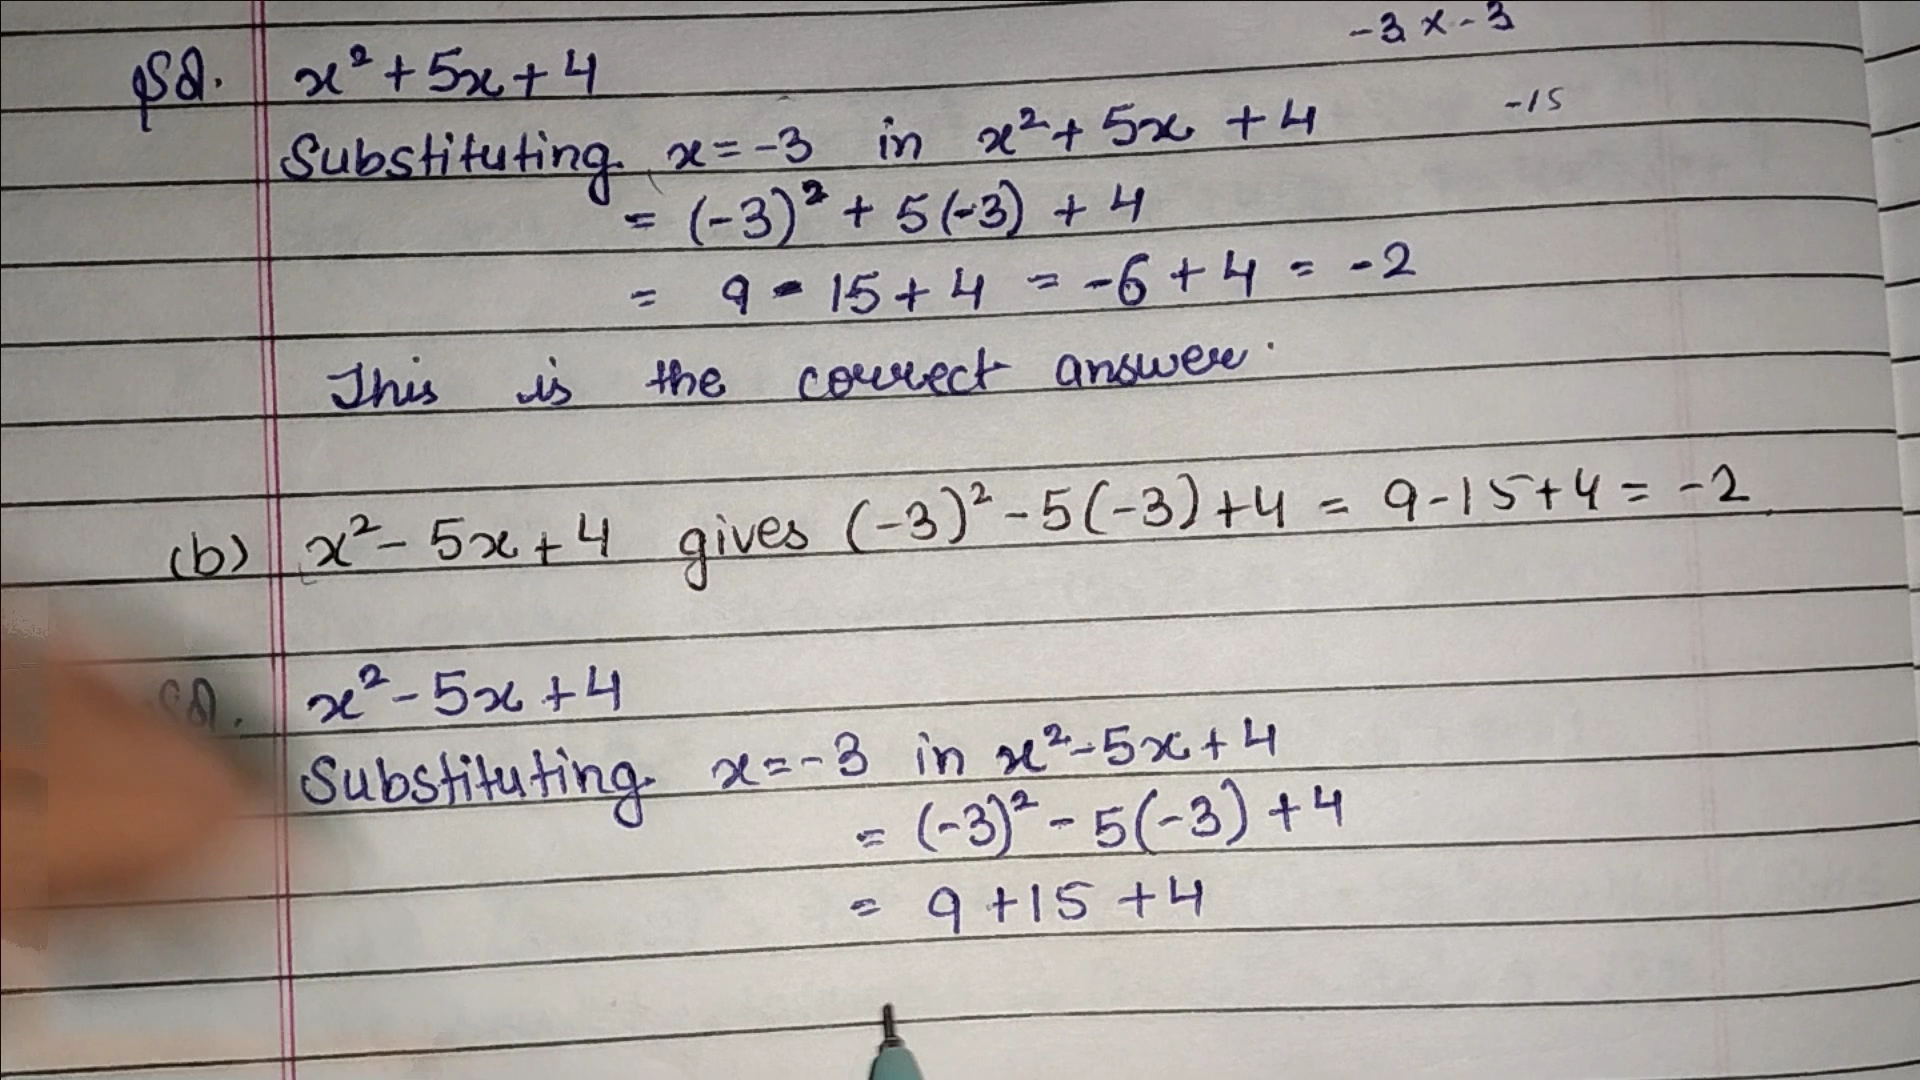 -3 x -3
Sol. x² + 5x + 4
-15
Substituting x = -3 in x² + 5x + 4
= (-3)² + 5(-3) + 4
= 9 - 15 + 4 = -6 + 4 = -2
This is the correct answer.
(b) x² - 5x + 4 gives (-3)² - 5(-3) + 4 = 9 - 15 + 4 = -2
Sol. x² - 5x + 4
Substituting x = -3 in x² - 5x + 4
= (-3)² - 5(-3) + 4
= 9 + 15 + 4